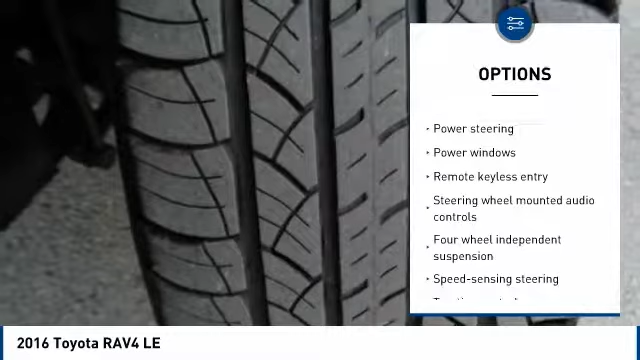 OPTIONS
Power steering
Power windows
Remote keyless entry
Steering wheel mounted audio
controls
Four wheel independent
suspension
Speed-sensing steering
2016 Toyota RAV4 LE